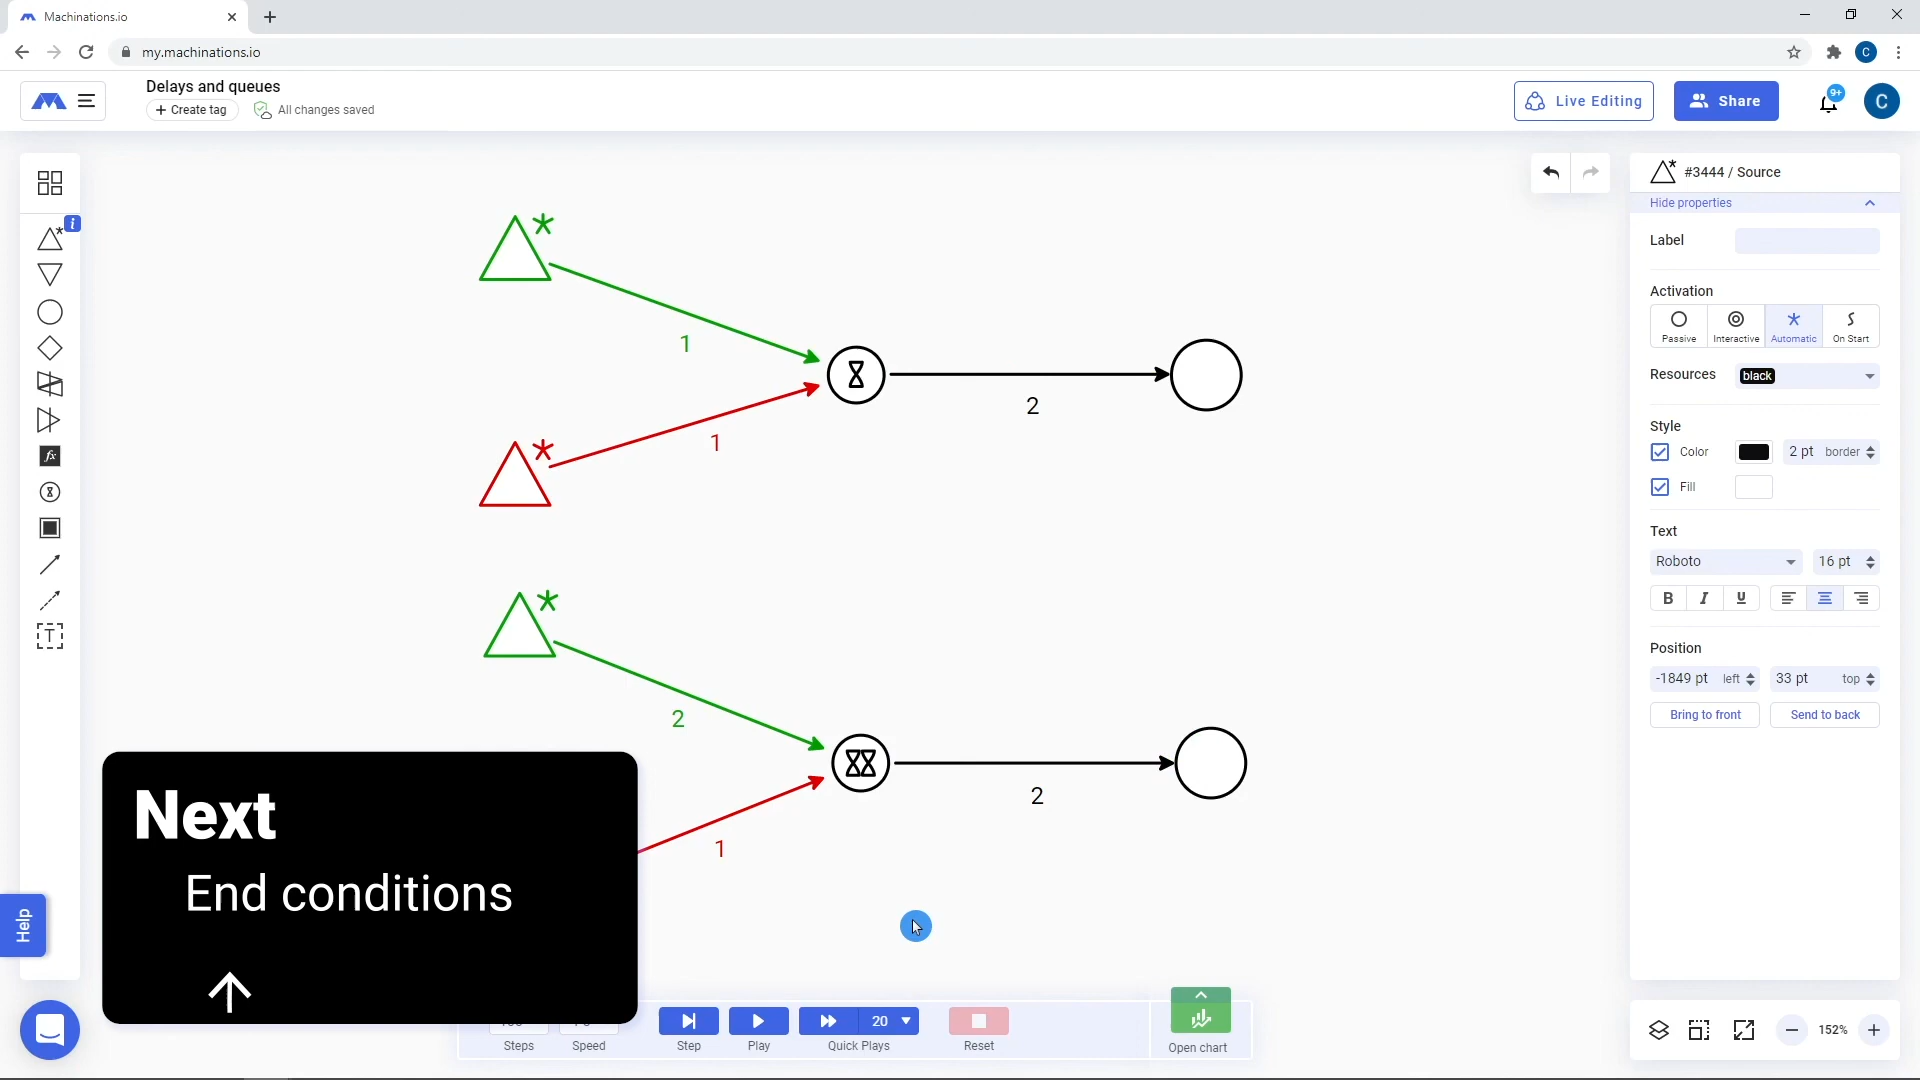 Machinations.io
my.machinations.io
C
Delays and queues
Create tag
All changes saved
Live Editing
Share
9+
C
i
fx
T
Help
1
1
2
2
1
2
Next
End conditions
Steps
Speed
Step
Play
20
Quick Plays
Reset
Open chart
#3444 / Source
Hide properties
Label
Activation
Passive
Interactive
Automatic
On Start
Resources
black
Style
Color
2 pt
border
Fill
Text
Roboto
16 pt
B
I
U
Position
-1849 pt left
33 pt top
Bring to front
Send to back
152%